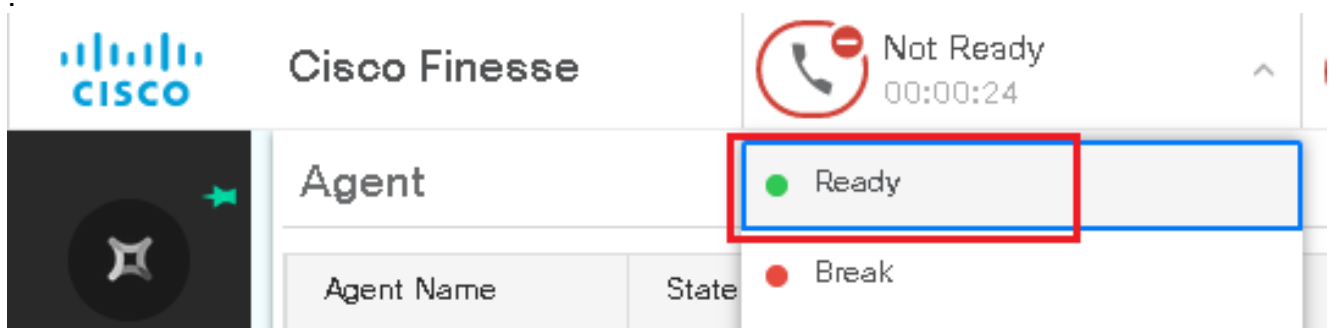 .
CISCO
Cisco Finesse
Not Ready
00:00:24
Agent
Ready
Agent Name
State
Break